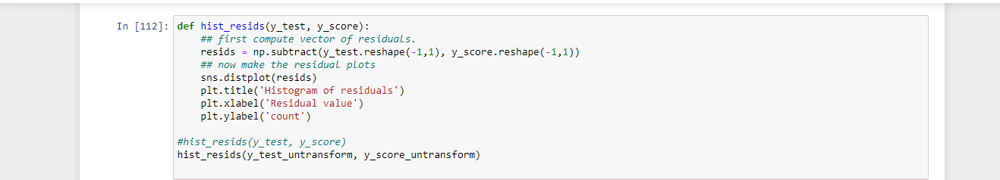 In [112]: def hist_resids(y_test, y_score):
    ## first compute vector of residuals.
    resids = np.subtract(y_test.reshape(-1,1), y_score.reshape(-1,1))
    ## now make the residual plots
    sns.distplot(resids)
    plt.title('Histogram of residuals')
    plt.xlabel('Residual value')
    plt.ylabel('count')
#hist_resids(y_test, y_score)
hist_resids(y_test_untransform, y_score_untransform)